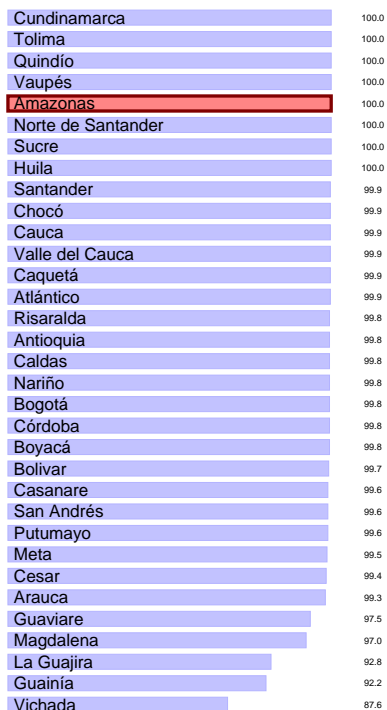 Cundinamarca 100.0
Tolima 100.0
Quindío 100.0
Vaupés 100.0
Amazonas 100.0
Norte de Santander 100.0
Sucre 100.0
Huila 100.0
Santander 99.9
Chocó 99.9
Cauca 99.9
Valle del Cauca 99.9
Caquetá 99.9
Atlántico 99.9
Risaralda 99.8
Antioquia 99.8
Caldas 99.8
Nariño 99.8
Bogotá 99.8
Córdoba 99.8
Boyacá 99.8
Bolivar 99.7
Casanare 99.6
San Andrés 99.6
Putumayo 99.6
Meta 99.5
Cesar 99.4
Arauca 99.3
Guaviare 97.5
Magdalena 97.0
La Guajira 92.8
Guainía 92.2
Vichada 87.6